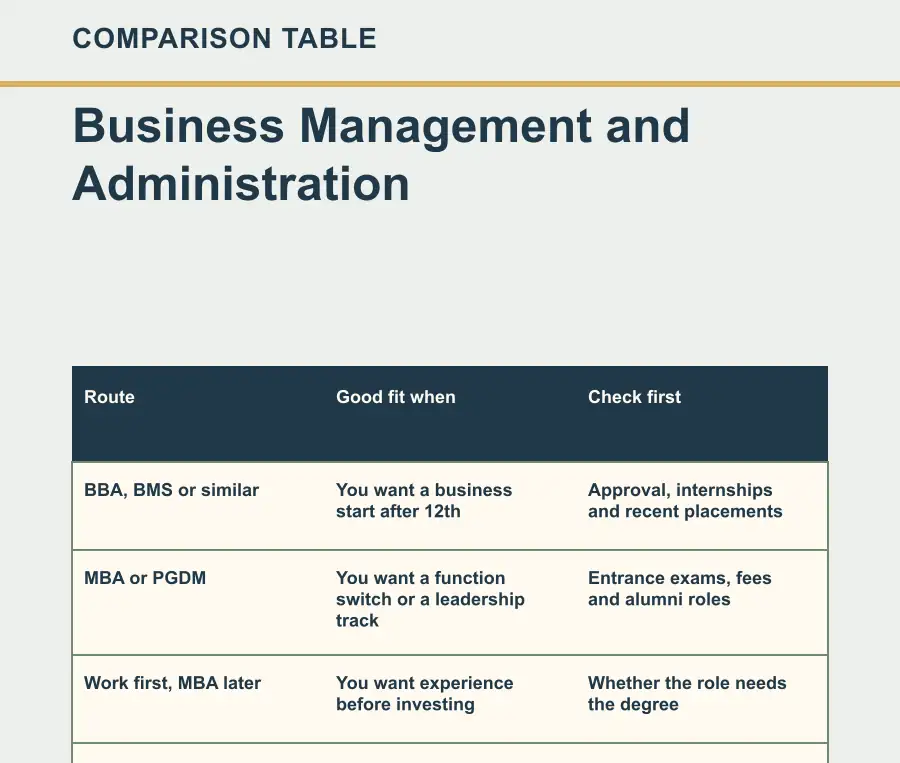 COMPARISON TABLE
Business Management and
Administration
Route
Good fit when
Check first
BBA, BMS or similar
You want a business
start after 12th
Approval, internships
and recent placements
MBA or PGDM
You want a function
switch or a leadership
track
Entrance exams, fees
and alumni roles
Work first, MBA later
You want experience
before investing
Whether the role needs
the degree